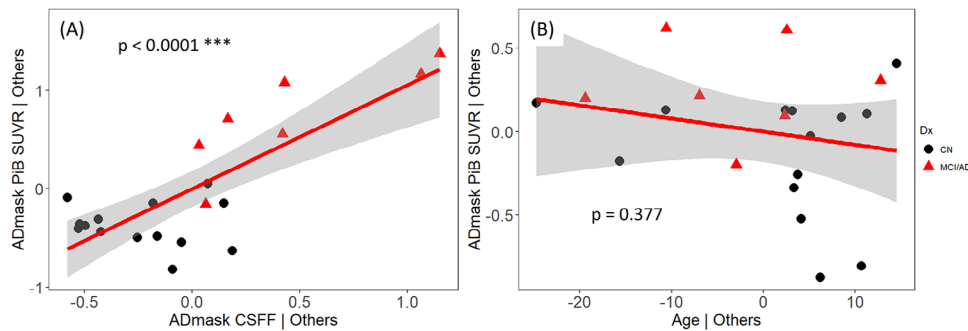 (A)
p < 0.0001 ***
ADmask PiB SUVR | Others
1
0
-1
-0.5
0.0
0.5
1.0
ADmask CSFF | Others
(B)
p = 0.377
ADmask PiB SUVR | Others
0.5
0.0
-0.5
-20
-10
0
10
Age | Others
Dx
CN
MCI/AD